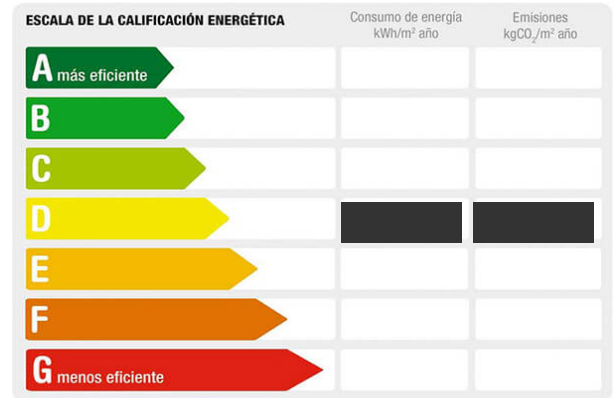 ESCALA DE LA CALIFICACIÓN ENERGÉTICA
Consumo de energía
kWh/m² año
Emisiones
kgCO₂/m² año
A más eficiente
B
C
D
E
F
G menos eficiente